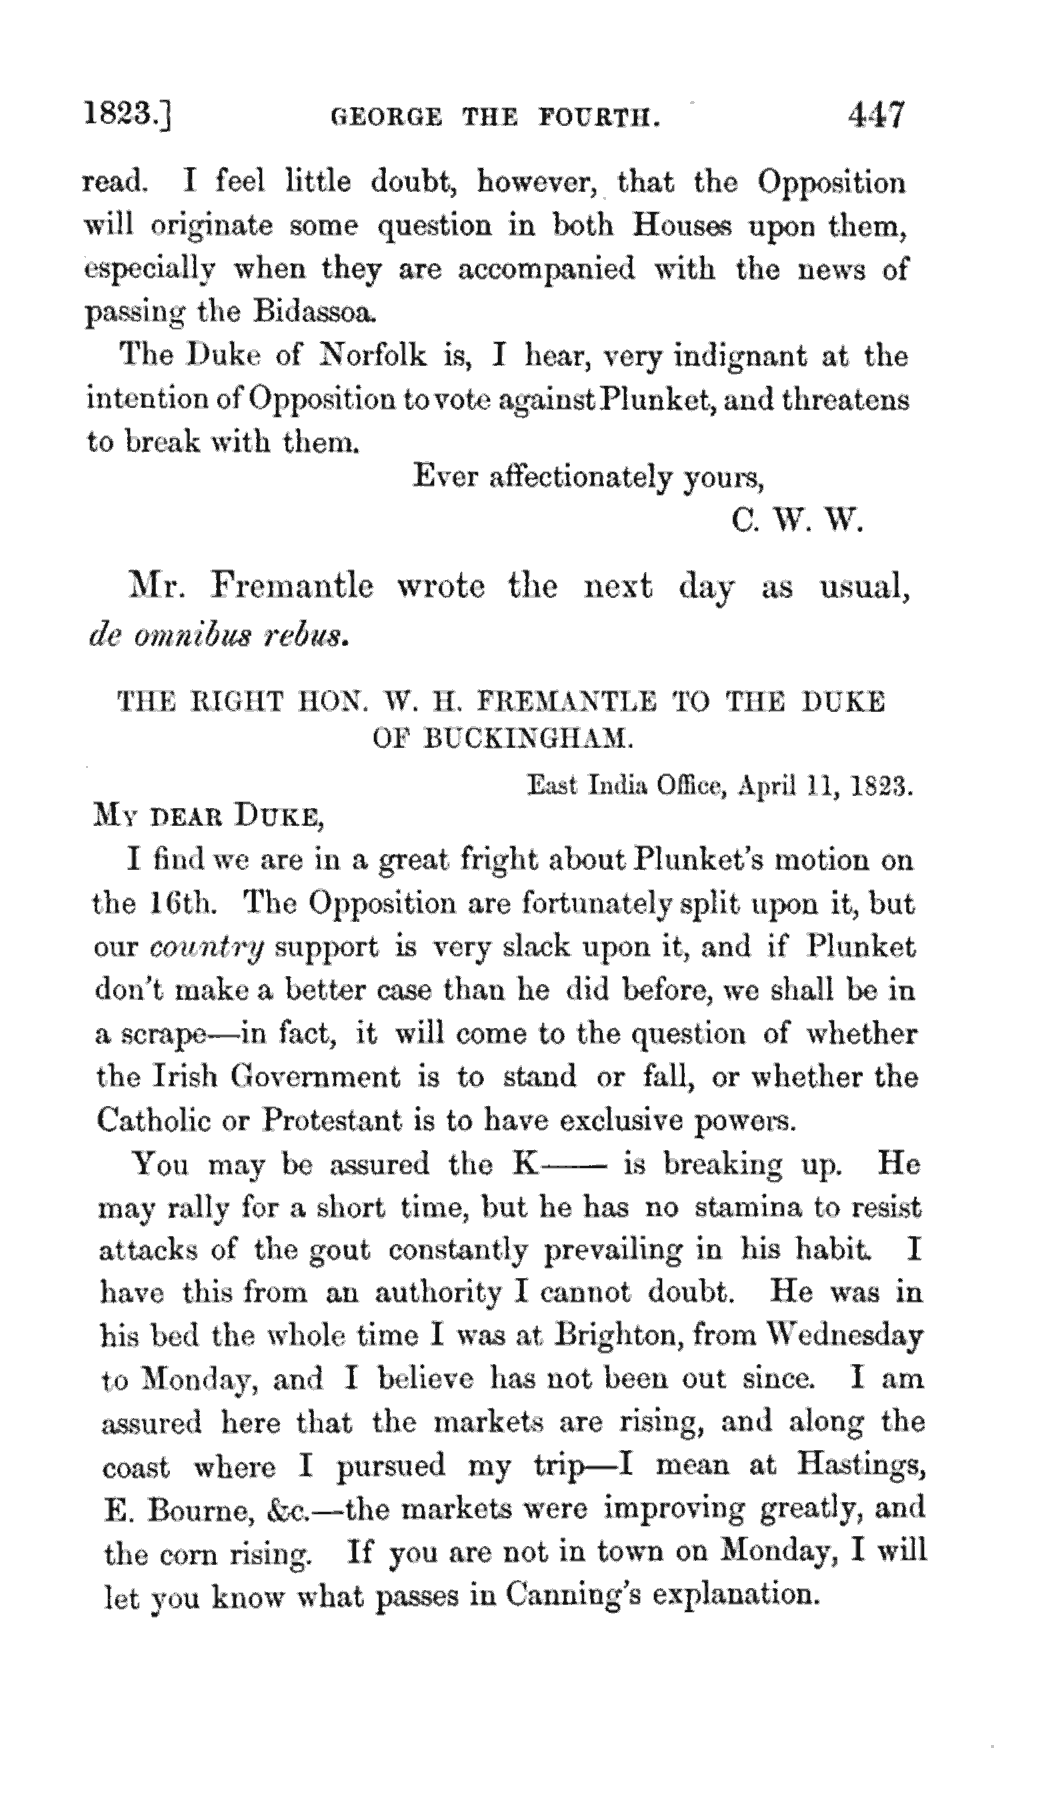 1823.] GEORGE THE FOURTH. 447
read. I feel little doubt, however, that the Opposition
will originate some question in both Houses upon them,
especially when they are accompanied with the news of
passing the Bidassoa.
The Duke of Norfolk is, I hear, very indignant at the
intention of Opposition to vote against Plunket, and threatens
to break with them.
Ever affectionately yours,
C. W. W.
Mr. Fremantle wrote the next day as usual,
de omnibus rebus.
THE RIGHT HON. W. H. FREMANTLE TO THE DUKE
OF BUCKINGHAM.
East India Office, April 11, 1823.
MY DEAR DUKE,
I find we are in a great fright about Plunket's motion on
the 16th. The Opposition are fortunately split upon it, but
our country support is very slack upon it, and if Plunket
don't make a better case than he did before, we shall be in
a scrape—in fact, it will come to the question of whether
the Irish Government is to stand or fall, or whether the
Catholic or Protestant is to have exclusive powers.
You may be assured the K—— is breaking up. He
may rally for a short time, but he has no stamina to resist
attacks of the gout constantly prevailing in his habit. I
have this from an authority I cannot doubt. He was in
his bed the whole time I was at Brighton, from Wednesday
to Monday, and I believe has not been out since. I am
assured here that the markets are rising, and along the
coast where I pursued my trip—I mean at Hastings,
E. Bourne, &c.—the markets were improving greatly, and
the corn rising. If you are not in town on Monday, I will
let you know what passes in Canning's explanation.